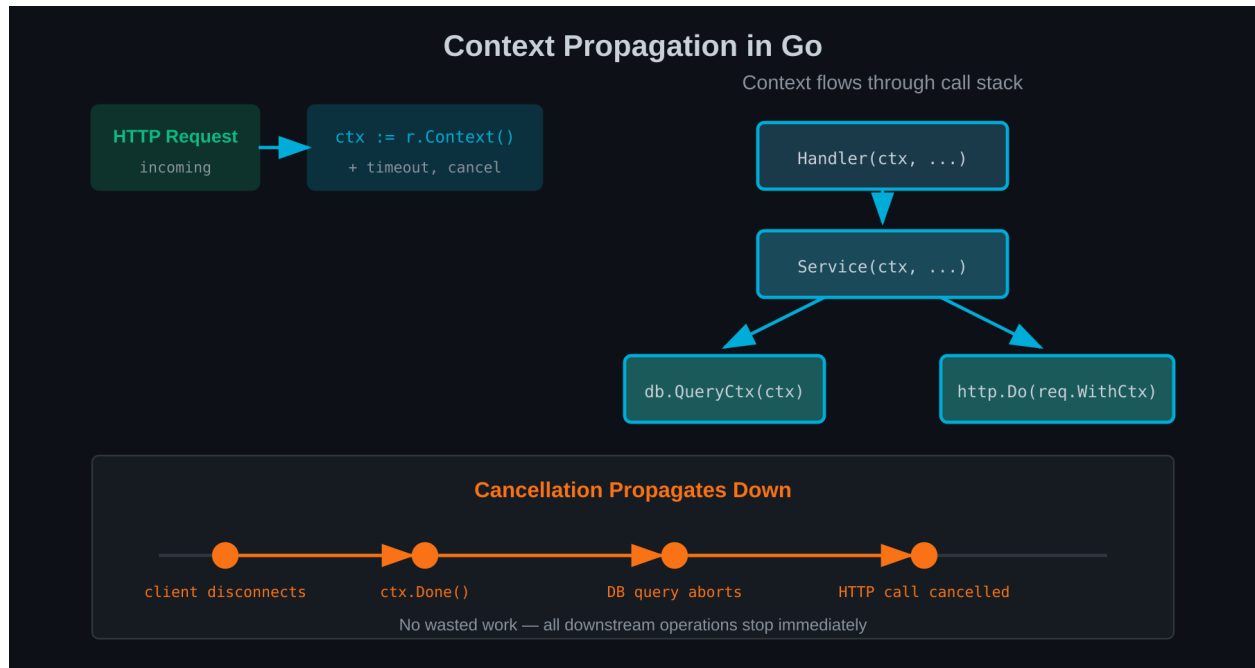 Context Propagation in Go
Context flows through call stack
HTTP Request
incoming
ctx := r.Context()
+ timeout, cancel
Handler(ctx, ...)
Service(ctx, ...)
db.QueryCtx(ctx)
http.Do(req.WithCtx)
Cancellation Propagates Down
client disconnects
ctx.Done()
DB query aborts
HTTP call cancelled
No wasted work — all downstream operations stop immediately